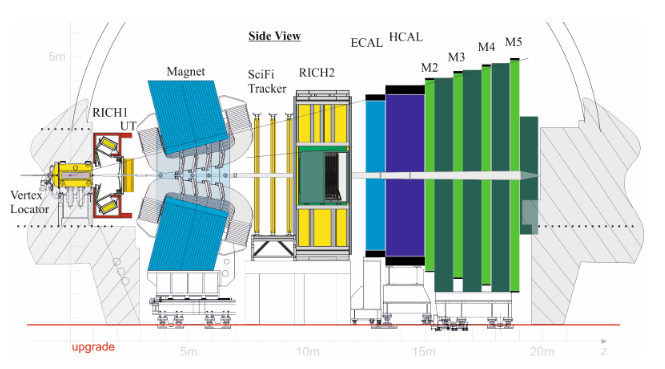 Side View
ECAL
HCAL
M2
M3
M4
M5
5m
Magnet
SciFi
Tracker
RICH2
RICH1
UT
Vertex
Locator
upgrade
5m
10m
15m
20m
z